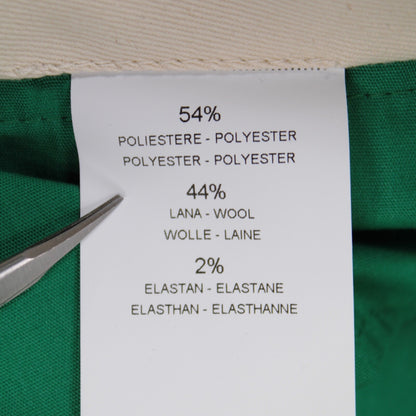 54%
POLIESTERE - POLYESTER
POLYESTER - POLYESTER
44%
LANA - WOOL
WOLLE - LAINE
2%
ELASTAN - ELASTANE
ELASTHAN - ELASTHANNE